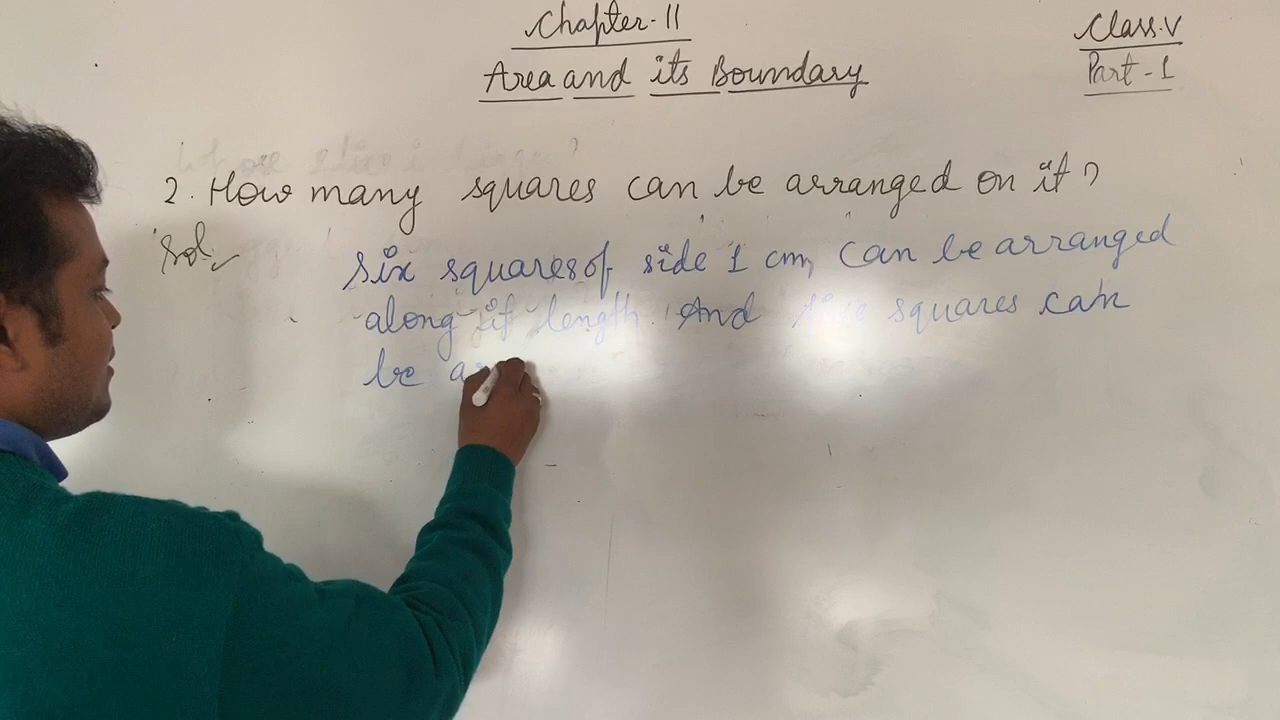 Chapter-11
Class.V
Area and its Boundary
Part-1
2. How many squares can be arranged on it?
Sol,
Six squares of side 1 cm, can be arranged
along it length. And squares can
be